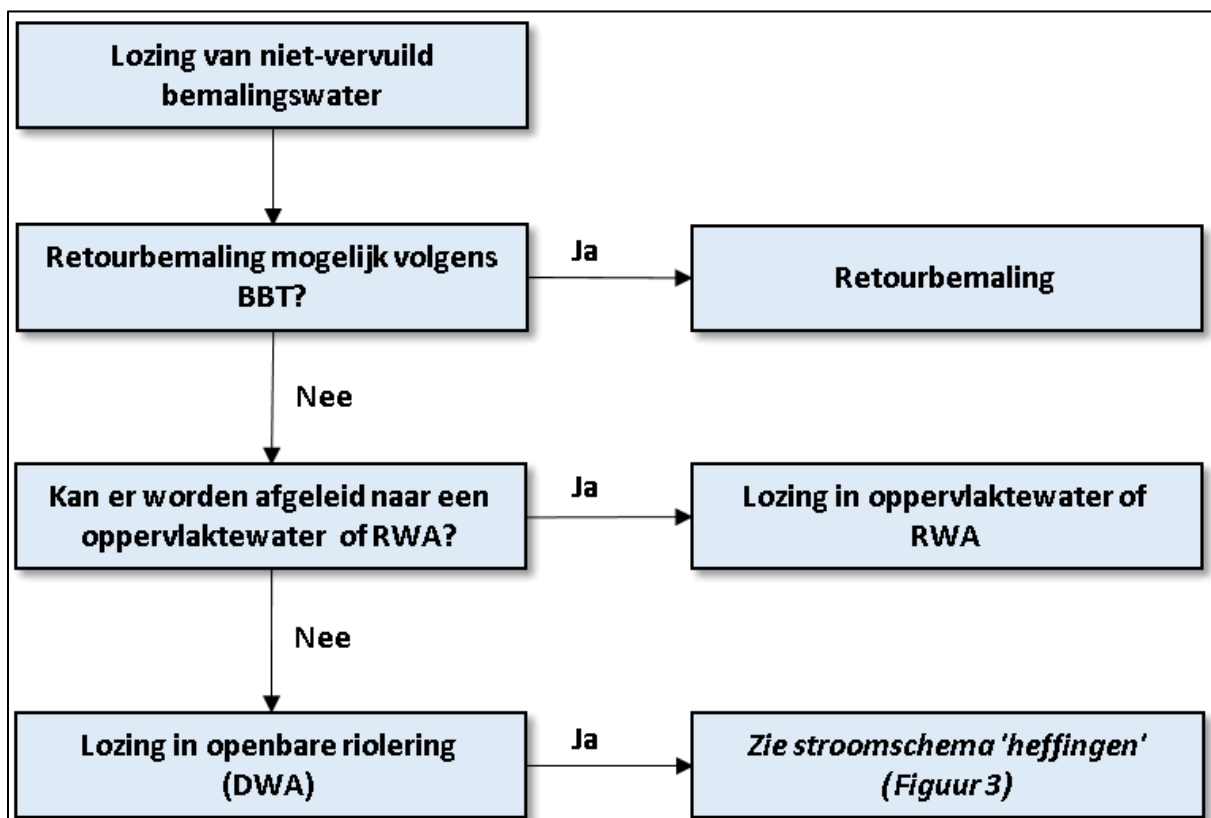 Lozing van niet-vervuild
bemalingswater
Retourbemaling mogelijk volgens
BBT?
Ja
Retourbemaling
Nee
Kan er worden afgeleid naar een
oppervlaktewater of RWA?
Ja
Lozing in oppervlaktewater of
RWA
Nee
Lozing in openbare riolering
(DWA)
Ja
Zie stroomschema 'heffingen'
(Figuur 3)